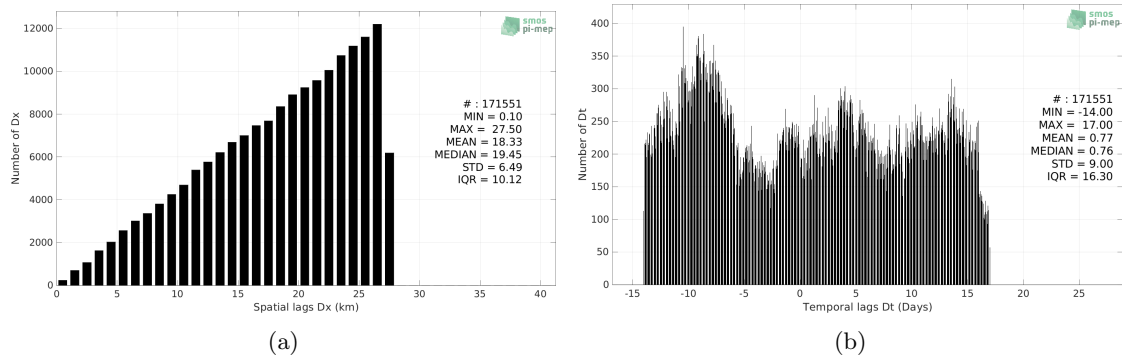 smos
pi-mep
12000
10000
8000
6000
4000
2000
0
Number of Dx
# : 171551
MIN = 0.10
MAX = 27.50
MEAN = 18.33
MEDIAN = 19.45
STD = 6.49
IQR = 10.12
0 5 10 15 20 25 30 35 40
Spatial lags Dx (km)
(a)
smos
pi-mep
400
350
300
250
200
150
100
50
0
Number of Dt
# : 171551
MIN = -14.00
MAX = 17.00
MEAN = 0.77
MEDIAN = 0.76
STD = 9.00
IQR = 16.30
-15 -10 -5 0 5 10 15 20 25
Temporal lags Dt (Days)
(b)